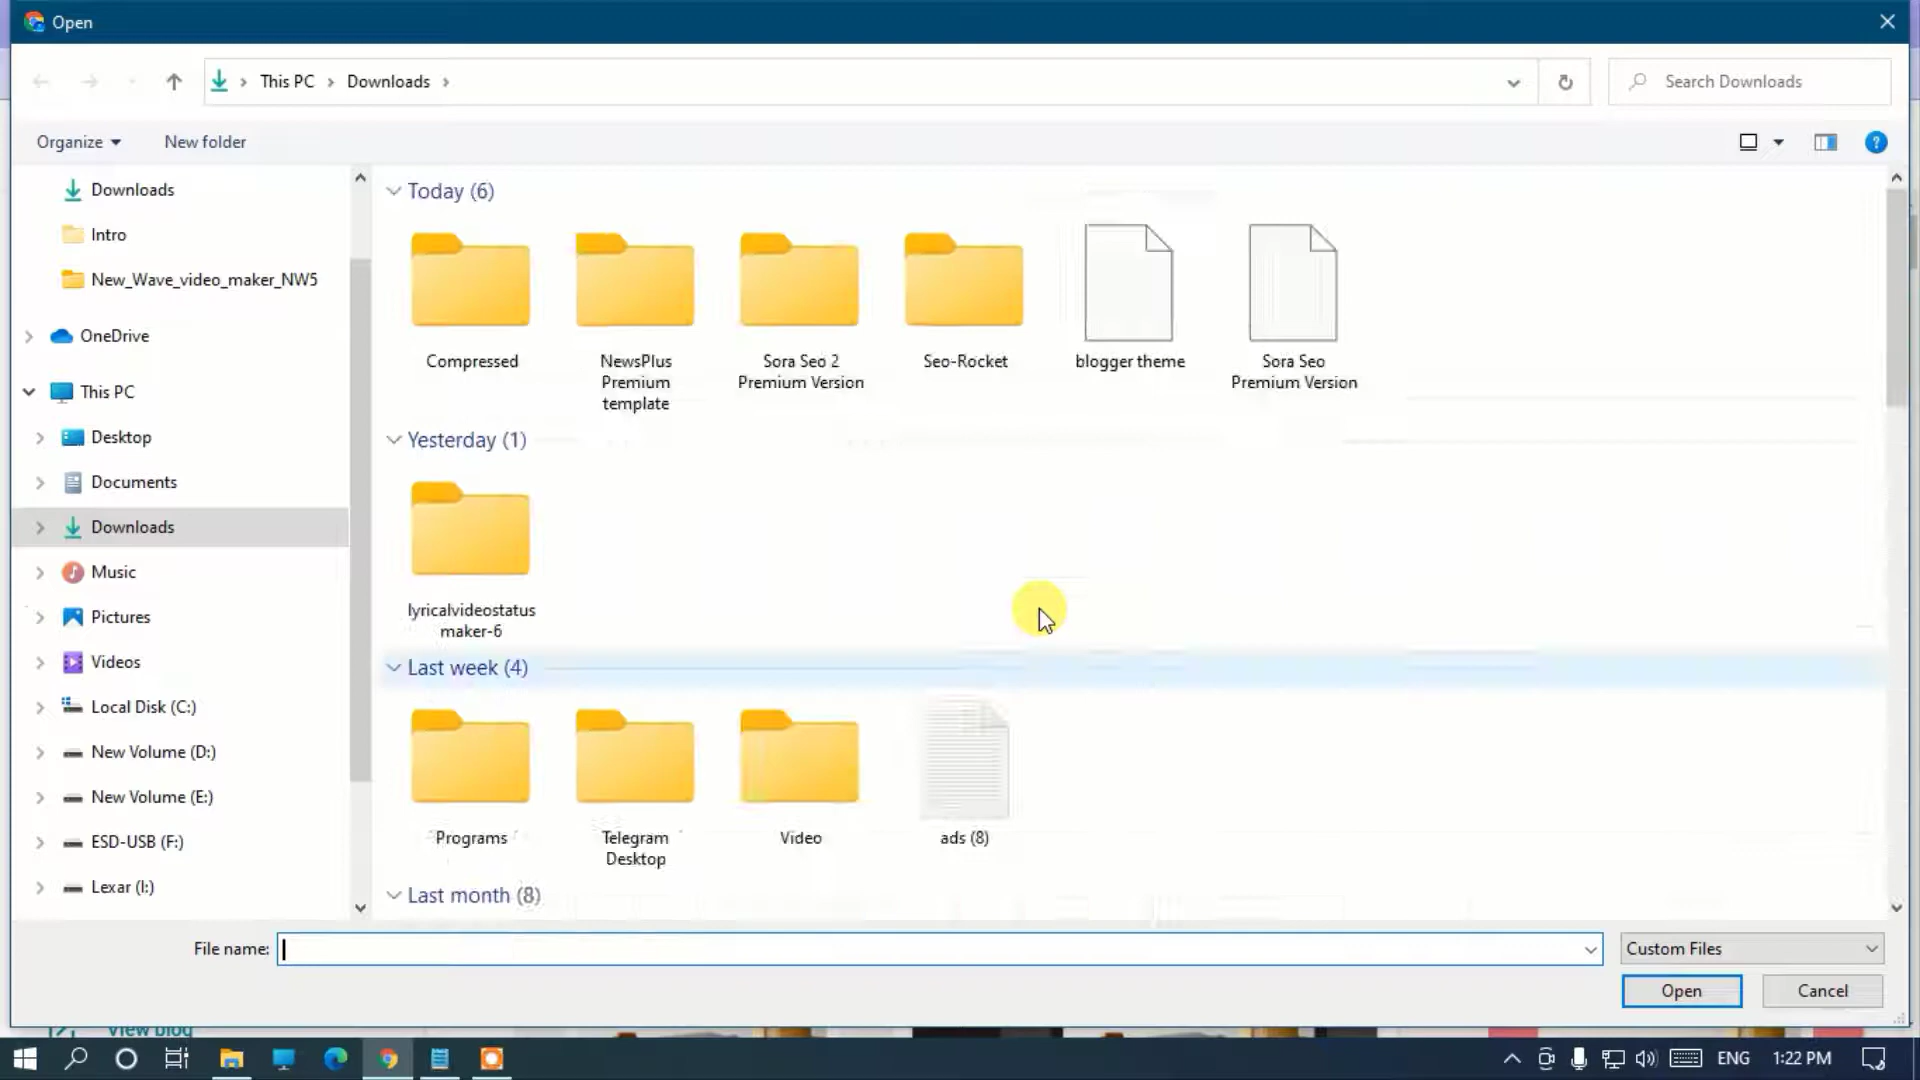 Open
This PC
Downloads
Search Downloads
Organize
New folder
Downloads
Intro
New_Wave_video_maker_NW5
OneDrive
This PC
Desktop
Documents
Downloads
Music
Pictures
Videos
Local Disk (C:)
New Volume (D:)
New Volume (E:)
ESD-USB (F:)
Lexar (I:)
Today (6)
Compressed
NewsPlus
Premium
template
Sora Seo 2
Premium Version
Seo-Rocket
blogger theme
Sora Seo
Premium Version
Yesterday (1)
lyricalvideostatus
maker-6
Last week (4)
Programs
Telegram
Desktop
Video
ads (8)
Last month (8)
File name:
Custom Files
Open
Cancel
View blog
ENG
1:22 PM